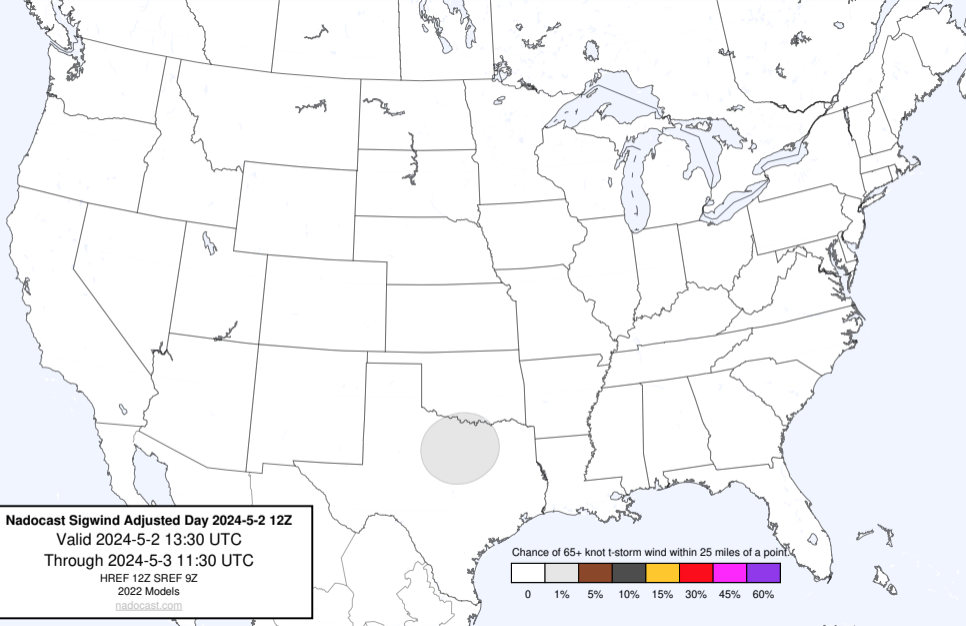 Nadocast Sigwind Adjusted Day 2024-5-2 12Z
Valid 2024-5-2 13:30 UTC
Through 2024-5-3 11:30 UTC
HREF 12Z SREF 9Z
2022 Models
nadocast.com
Chance of 65+ knot t-storm wind within 25 miles of a point.
0 1% 5% 10% 15% 30% 45% 60%